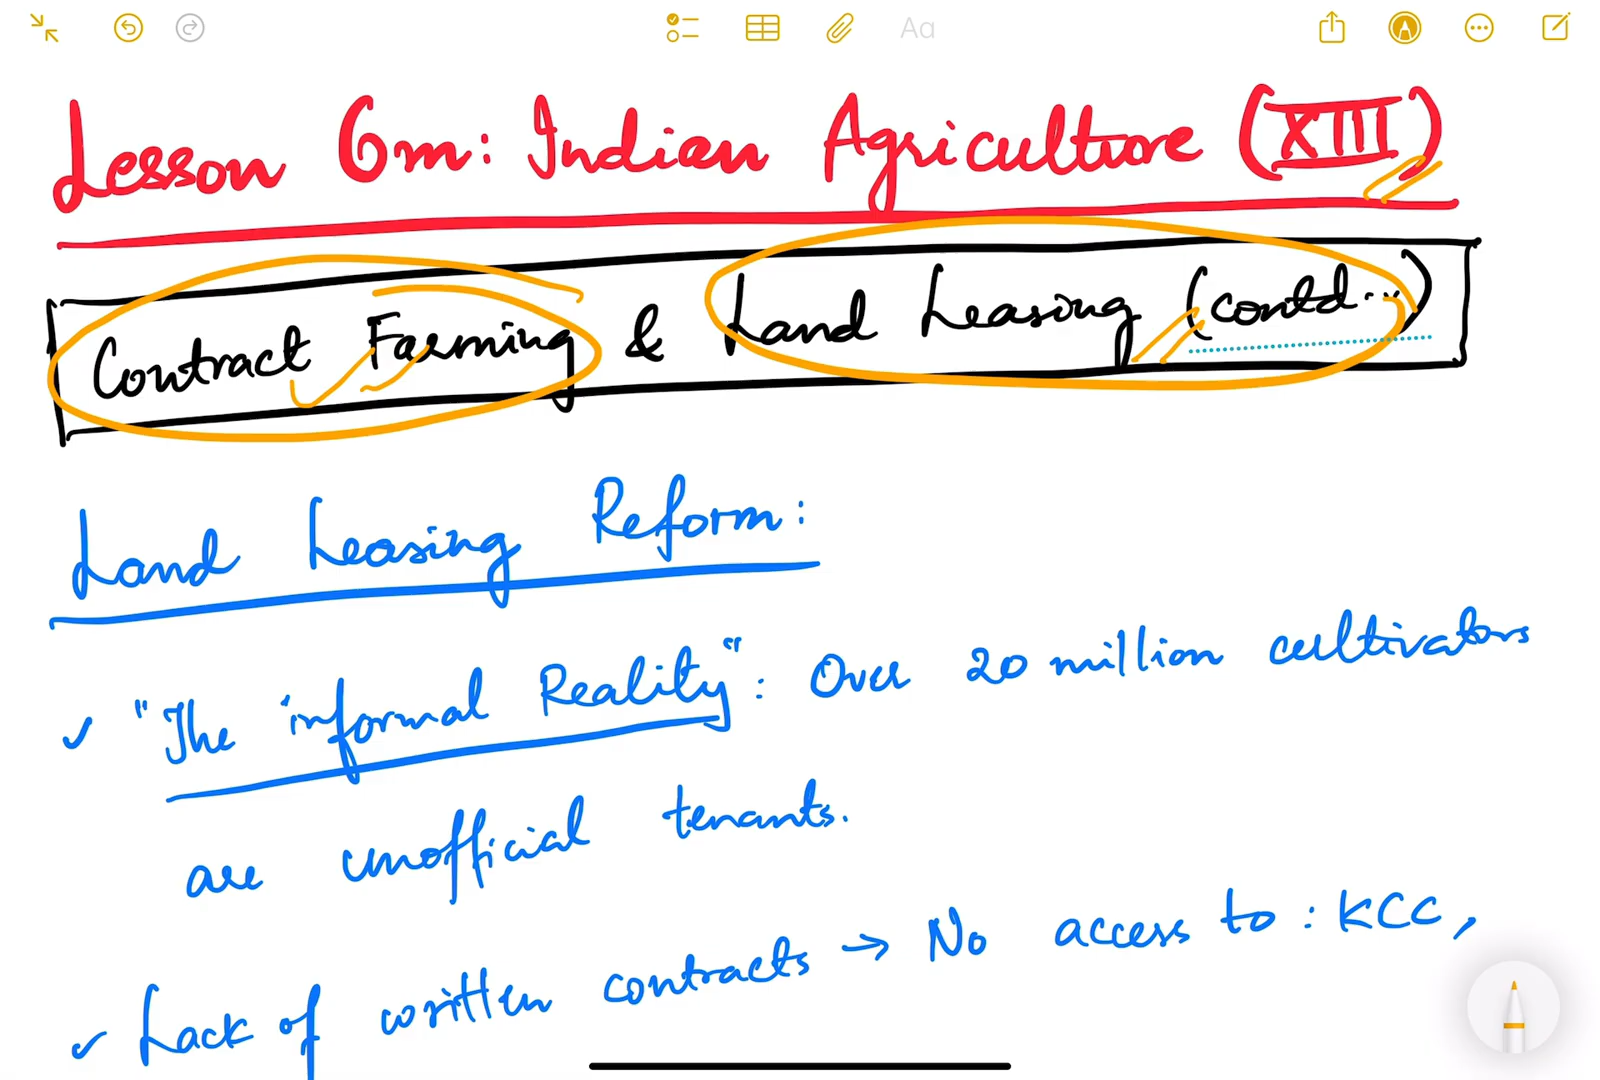 Aa
Lesson 6m: Indian Agriculture (XIII)
Contract Farming & Land Leasing (contd...)
Land Leasing Reform:
✓ "The informal Reality": Over 20 million cultivators
are unofficial tenants.
✓ Lack of written contracts → No access to : KCC,